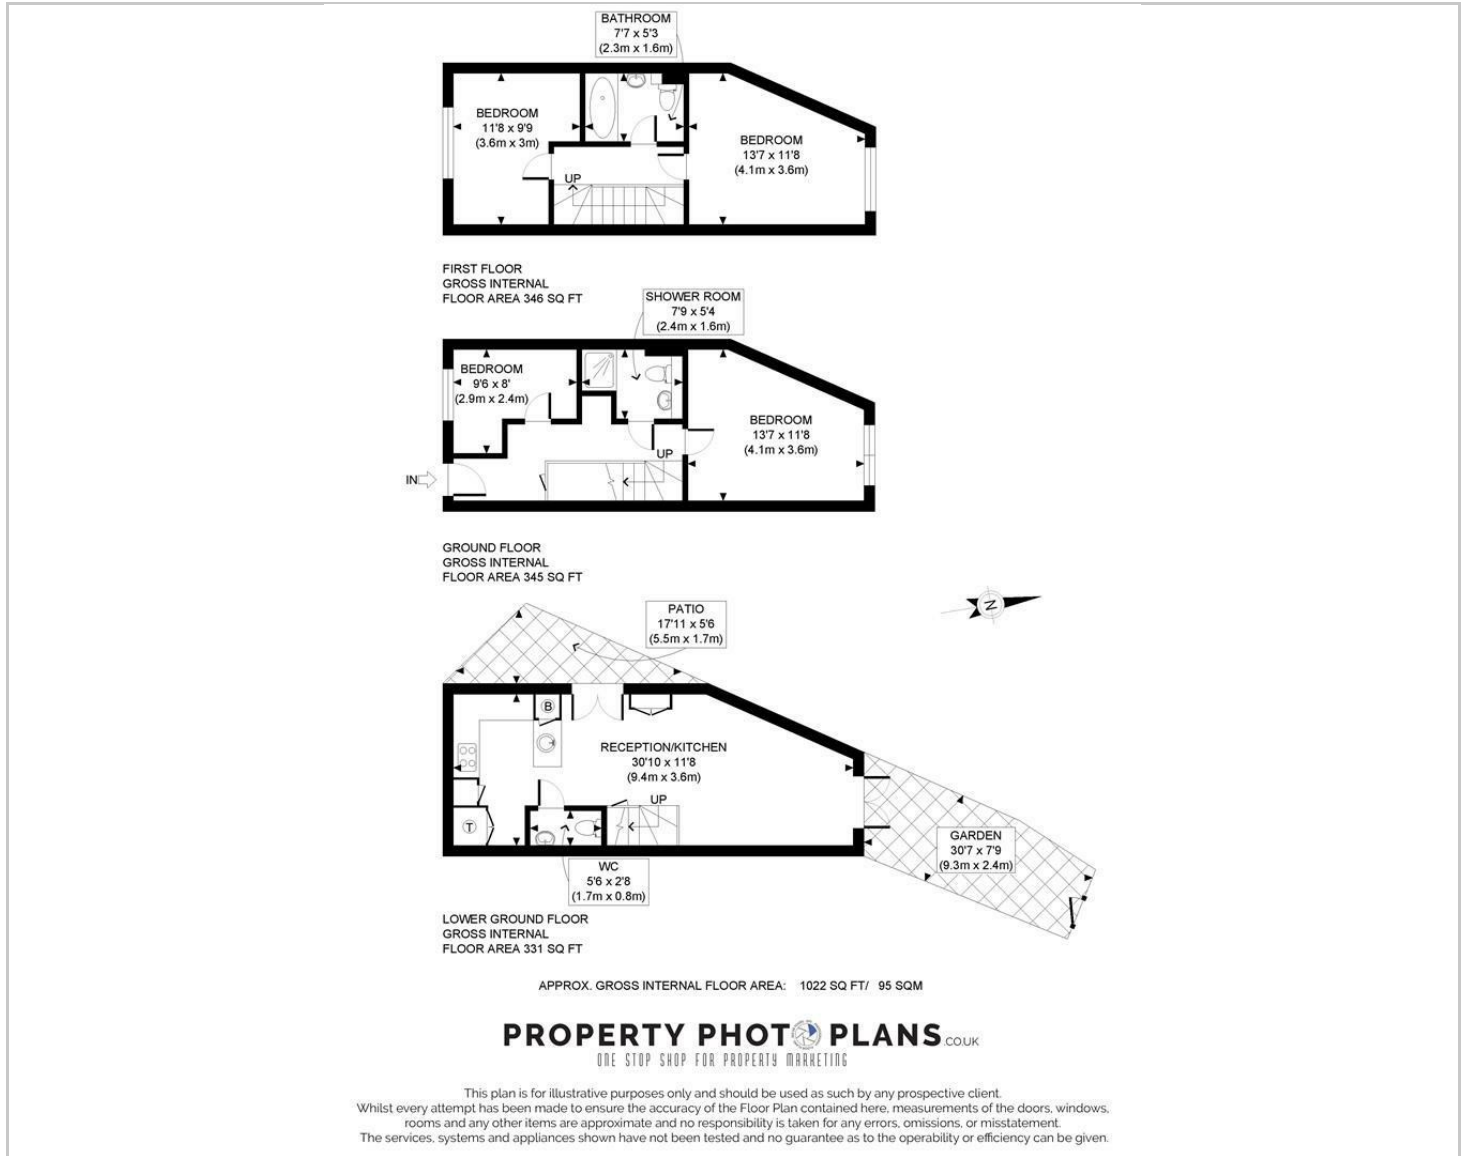 BATHROOM
7'7 x 5'3
(2.3m x 1.6m)
BEDROOM
11'8 x 9'9
(3.6m x 3m)
BEDROOM
13'7 x 11'8
(4.1m x 3.6m)
UP
FIRST FLOOR
GROSS INTERNAL
FLOOR AREA 346 SQ FT
SHOWER ROOM
7'9 x 5'4
(2.4m x 1.6m)
BEDROOM
9'6 x 8'
(2.9m x 2.4m)
BEDROOM
13'7 x 11'8
(4.1m x 3.6m)
UP
IN
GROUND FLOOR
GROSS INTERNAL
FLOOR AREA 345 SQ FT
N
PATIO
17'11 x 5'6
(5.5m x 1.7m)
B
RECEPTION/KITCHEN
30'10 x 11'8
(9.4m x 3.6m)
UP
T
GARDEN
30'7 x 7'9
(9.3m x 2.4m)
WC
5'6 x 2'8
(1.7m x 0.8m)
LOWER GROUND FLOOR
GROSS INTERNAL
FLOOR AREA 331 SQ FT
APPROX. GROSS INTERNAL FLOOR AREA: 1022 SQ FT/ 95 SQM
PROPERTY PHOTO PLANS.CO.UK
ONE STOP SHOP FOR PROPERTY MARKETING
This plan is for illustrative purposes only and should be used as such by any prospective client.
Whilst every attempt has been made to ensure the accuracy of the Floor Plan contained here, measurements of the doors, windows,
rooms and any other items are approximate and no responsibility is taken for any errors, omissions, or misstatement.
The services, systems and appliances shown have not been tested and no guarantee as to the operability or efficiency can be given.